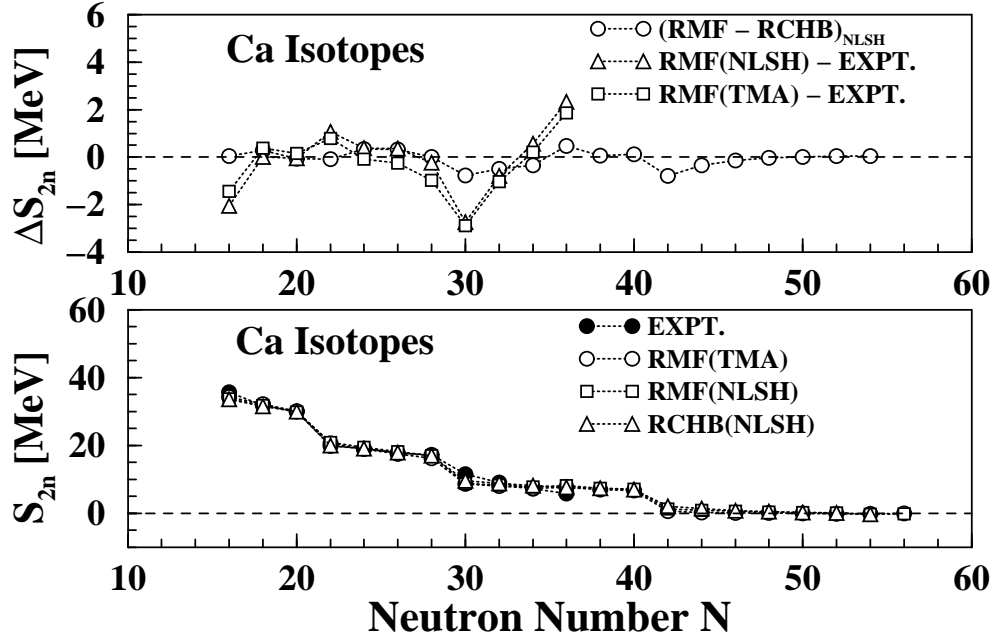 6
4
2
0
−2
−4
ΔS₂ₙ [MeV]
Ca Isotopes
(RMF − RCHB)NLSH
RMF(NLSH) − EXPT.
RMF(TMA) − EXPT.
10 20 30 40 50 60
60
40
20
0
S₂ₙ [MeV]
Ca Isotopes
EXPT.
RMF(TMA)
RMF(NLSH)
RCHB(NLSH)
10 20 30 40 50 60
Neutron Number N